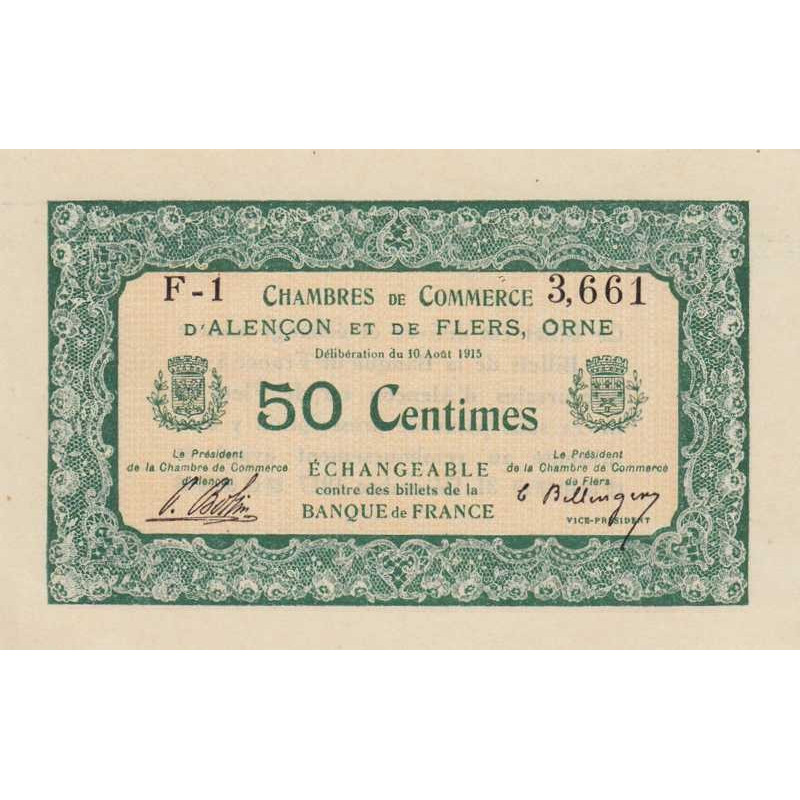 F-1 CHAMBRES DE COMMERCE 3,661
D'ALENÇON ET DE FLERS, ORNE
Délibération du 10 Août 1915
50 Centimes
Le Président
de la Chambre de Commerce
d'Alençon
ÉCHANGEABLE
contre des billets de la
BANQUE de FRANCE
Le Président
de la Chambre de Commerce
de Flers
VICE-PRÉSIDENT